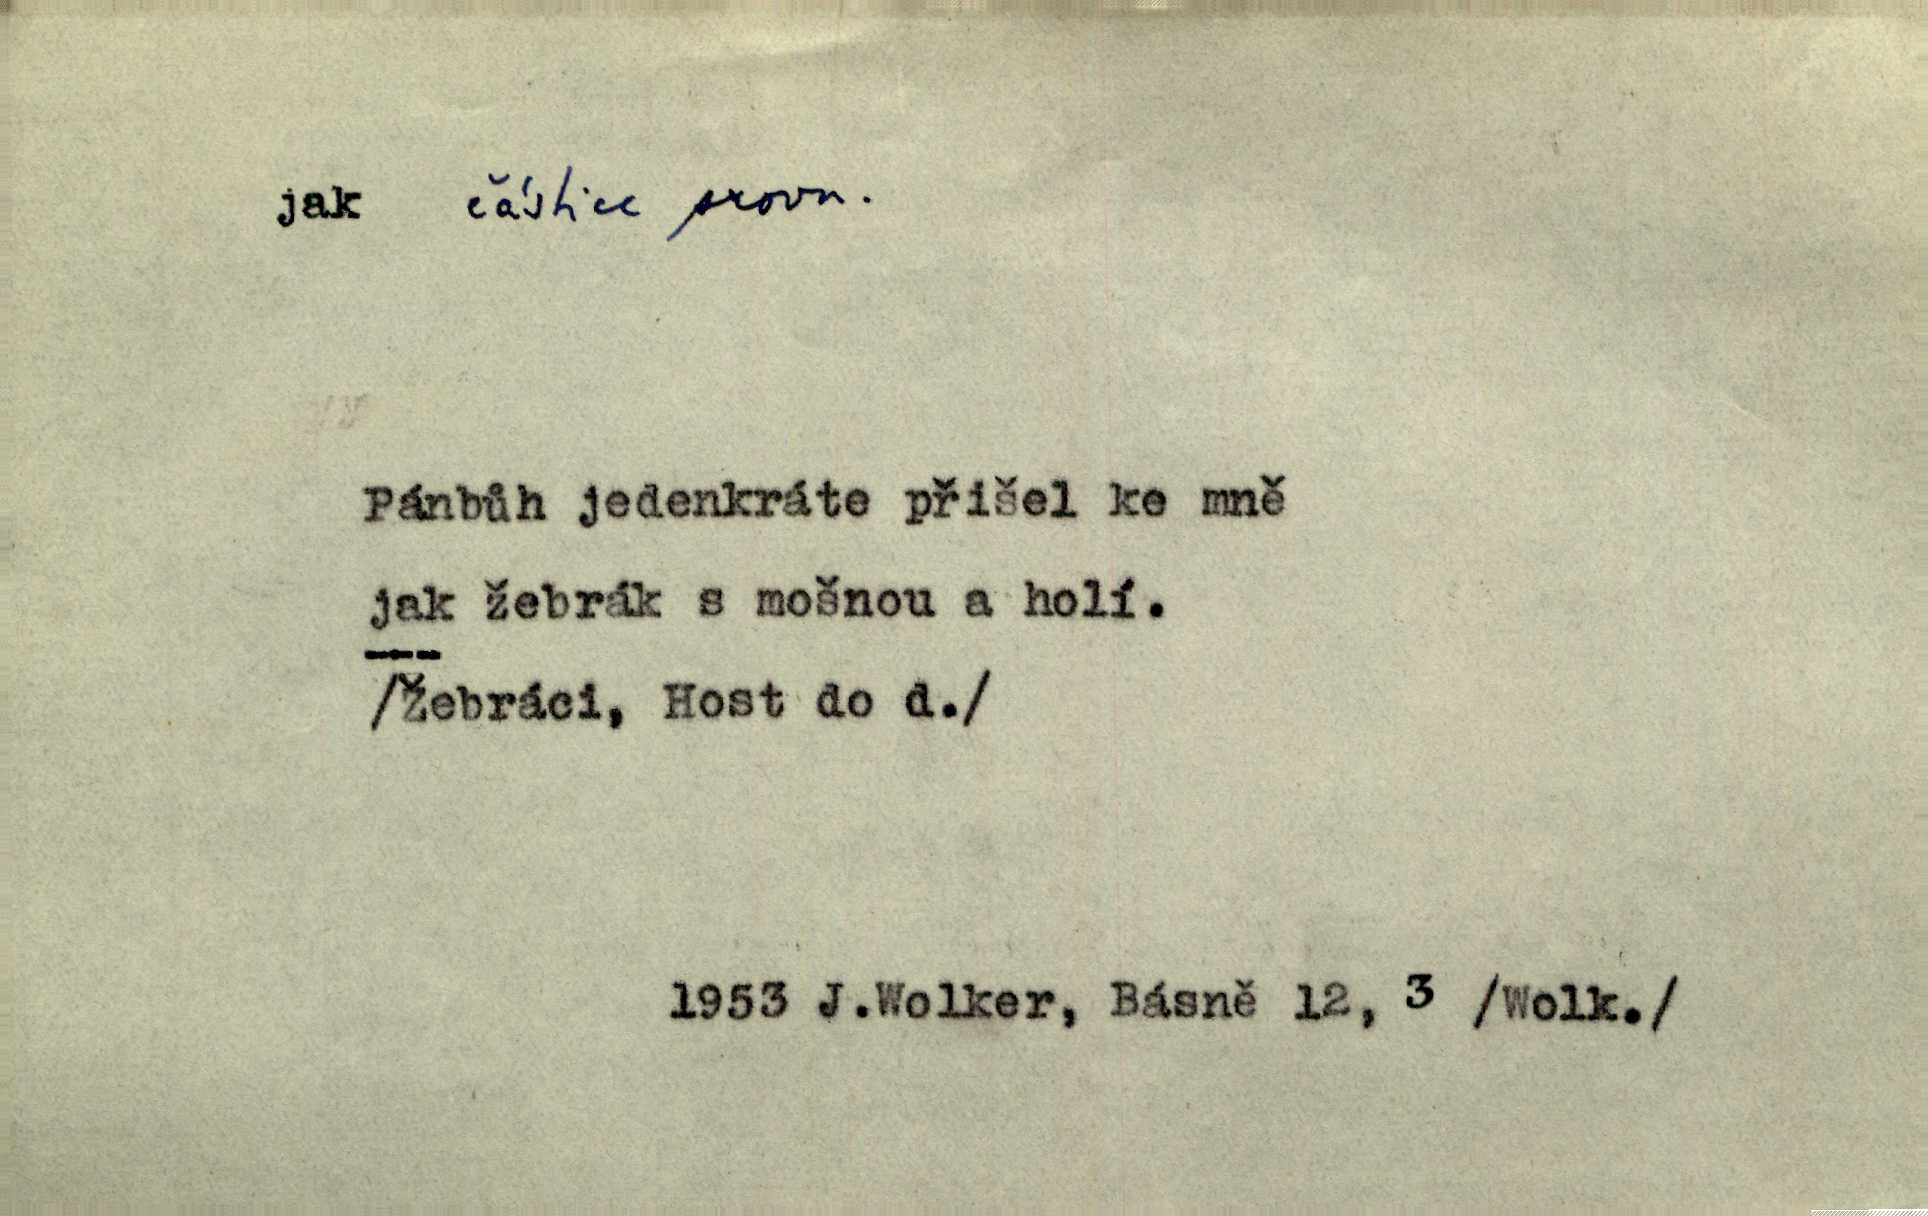 jak částice srovn.
Pánbůh jedenkráte přišel ke mně
jak žebrák s mošnou a holí.
/Žebráci, Host do d./
1953 J.Wolker, Básně 12, 3 /Wolk./